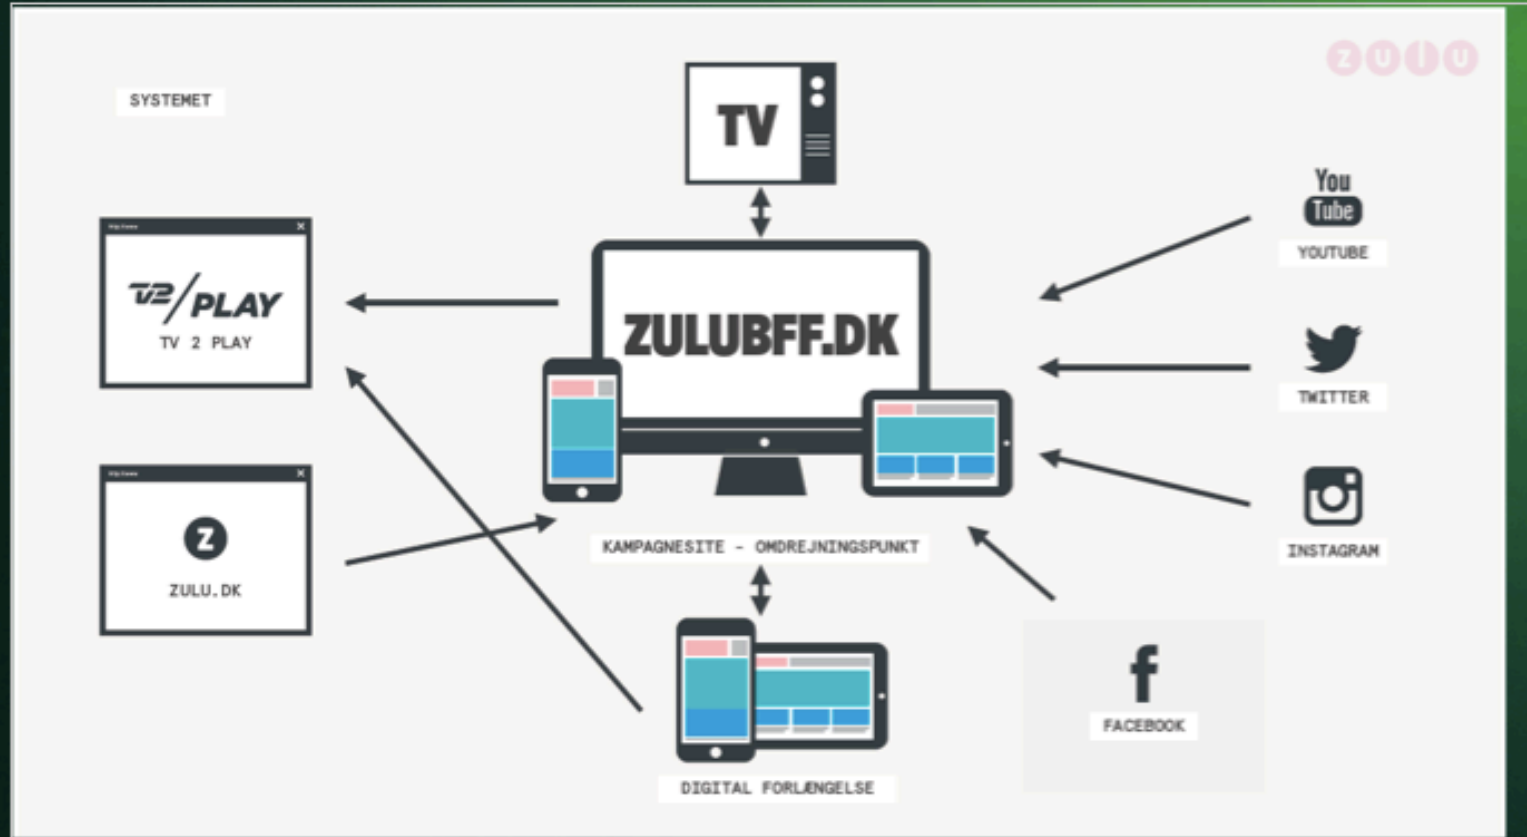 SYSTEMET
zulu
TV
TV2/PLAY
TV 2 PLAY
ZULUBFF.DK
You
Tube
YOUTUBE
TWITTER
Z
ZULU.DK
KAMPAGNESITE - OMDREJNINGSPUNKT
INSTAGRAM
f
FACEBOOK
DIGITAL FORLÆNGELSE